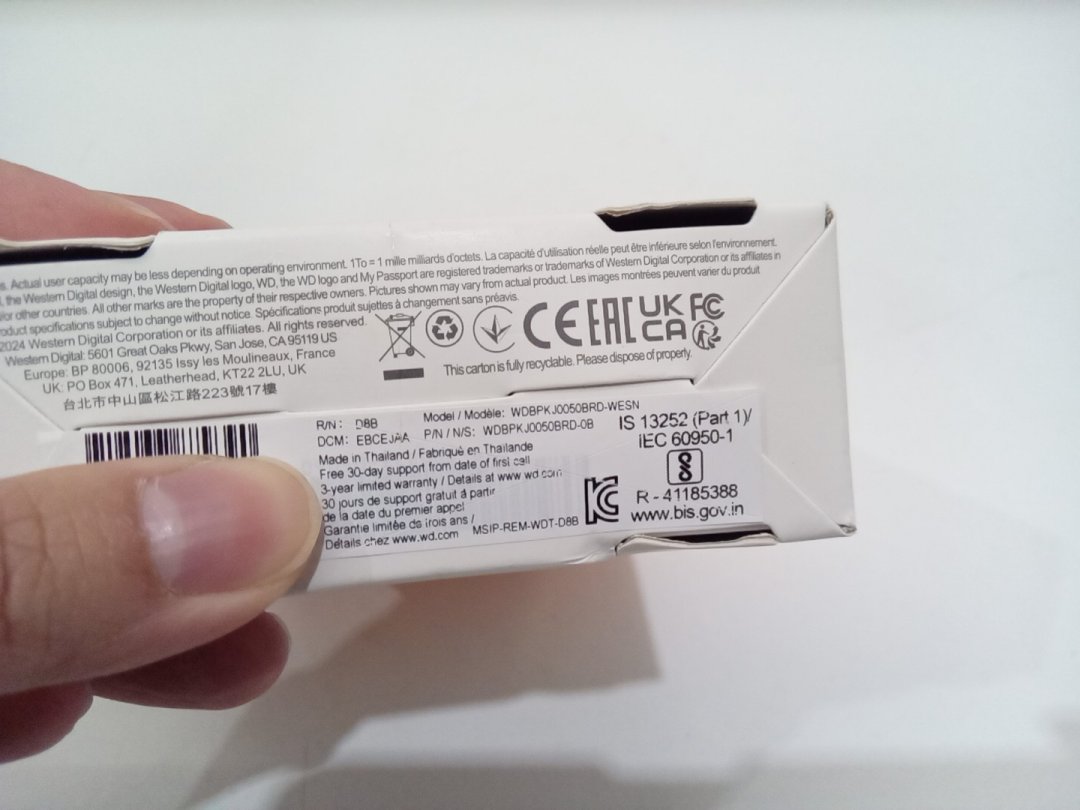 s. Actual user capacity may be less depending on operating environment. 1To = 1 mille milliards d'octets. La capacité d'utilisation réelle peut être inférieure selon l'environnement.
the Western Digital design, the Western Digital logo, WD, the WD logo and My Passport are registered trademarks or trademarks of Western Digital Corporation or its affiliates in
/or other countries. All other marks are the property of their respective owners. Pictures shown may vary from actual product. Les images montrées peuvent varier du produit
oduct specifications subject to change without notice. Spécifications produit sujettes à changement sans préavis.
2024 Western Digital Corporation or its affiliates. All rights reserved.
Western Digital: 5601 Great Oaks Pkwy, San Jose, CA 95119 US
Europe: BP 80006, 92135 Issy les Moulineaux, France
UK: PO Box 471, Leatherhead, KT22 2LU, UK
台北市中山區松江路223號17樓
CE EAC UK CA FC
This carton is fully recyclable. Please dispose of properly.
R/N: D8B
Model / Modèle: WDBPKJ0050BRD-WESN
DCM: EBCEJAA
P/N / N/S: WDBPKJ0050BRD-0B
Made in Thailand / Fabriqué en Thaïlande
Free 30-day support from date of first call
3-year limited warranty / Details at www wd com
30 jours de support gratuit á partir
de la date du premier appel
Garantie limitée de trois ans /
Détails chez www.wd.com
MSIP-REM-WDT-D8B
KC
IS 13252 (Part 1)/
IEC 60950-1
R - 41185388
www.bis.gov.in